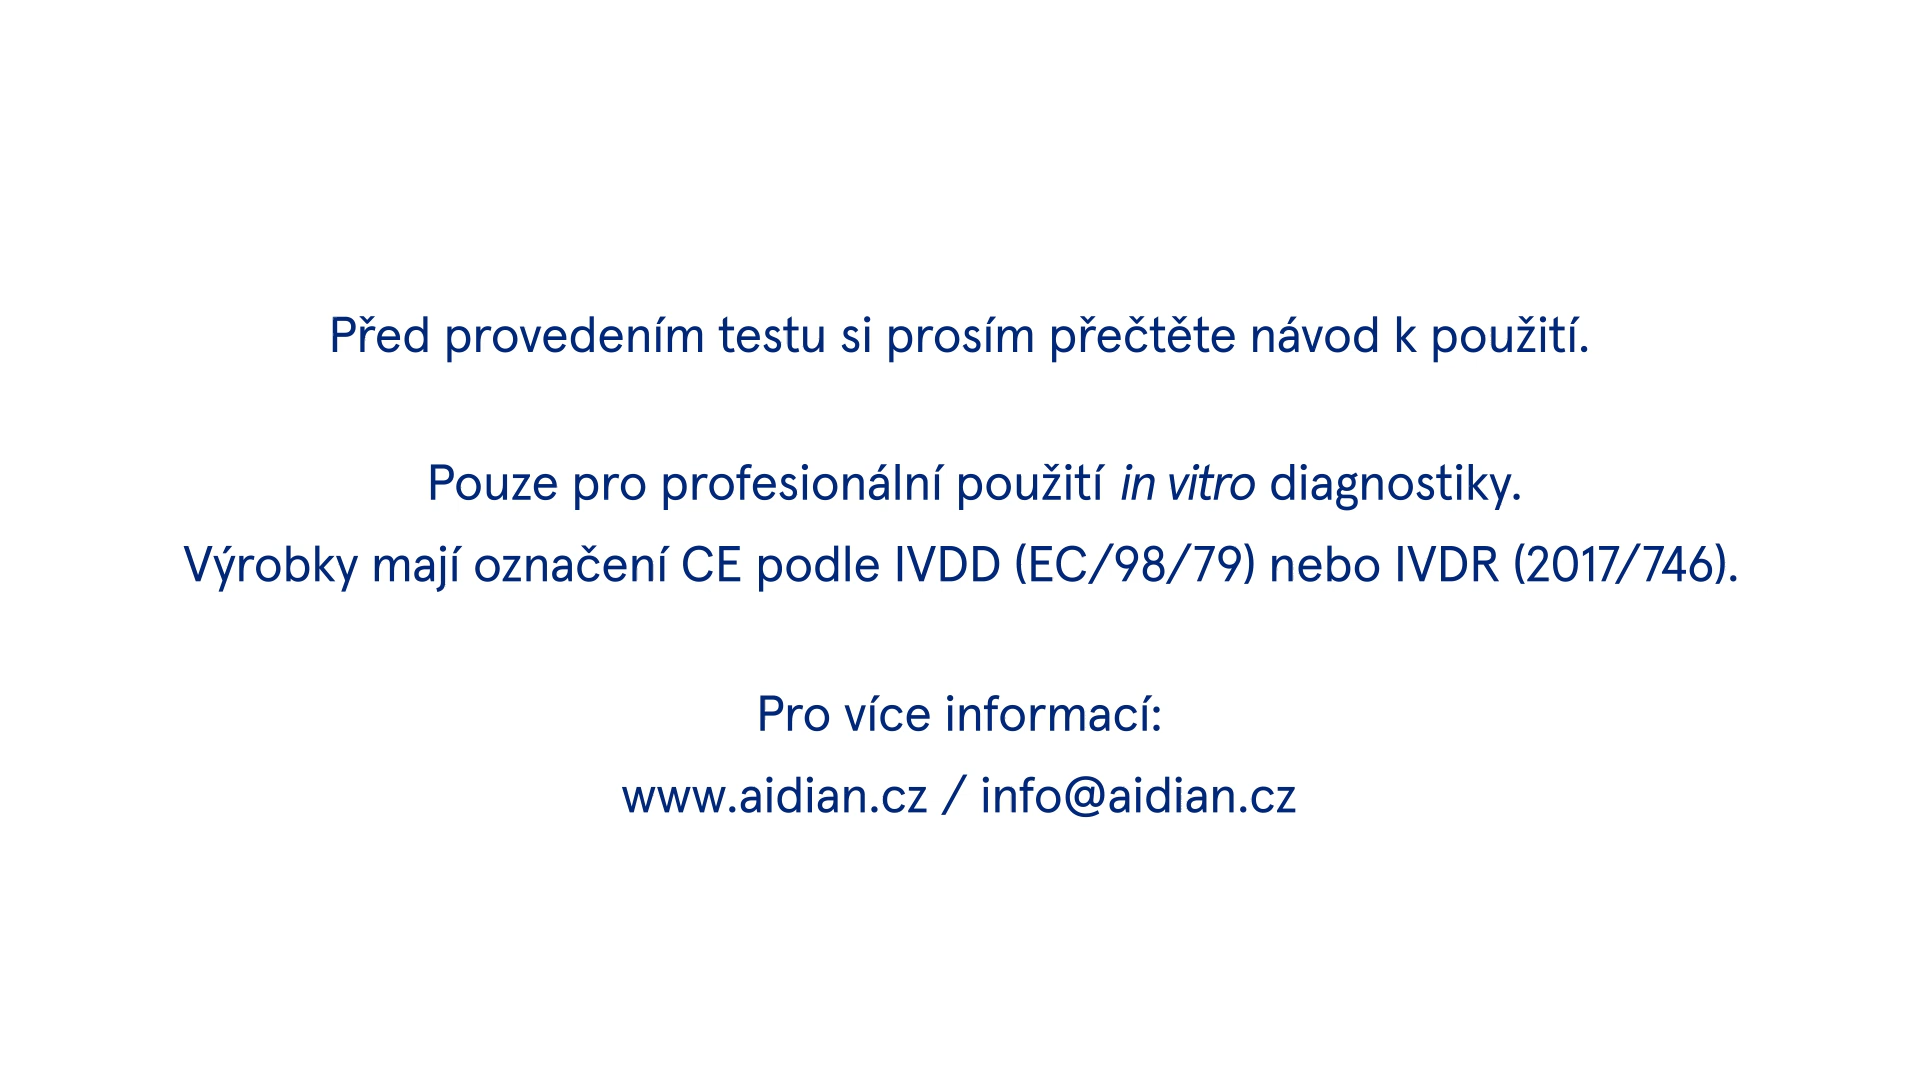 Před provedením testu si prosím přečtěte návod k použití.
Pouze pro profesionální použití in vitro diagnostiky.
Výrobky mají označení CE podle IVDD (EC/98/79) nebo IVDR (2017/746).
Pro více informací:
www.aidian.cz / info@aidian.cz